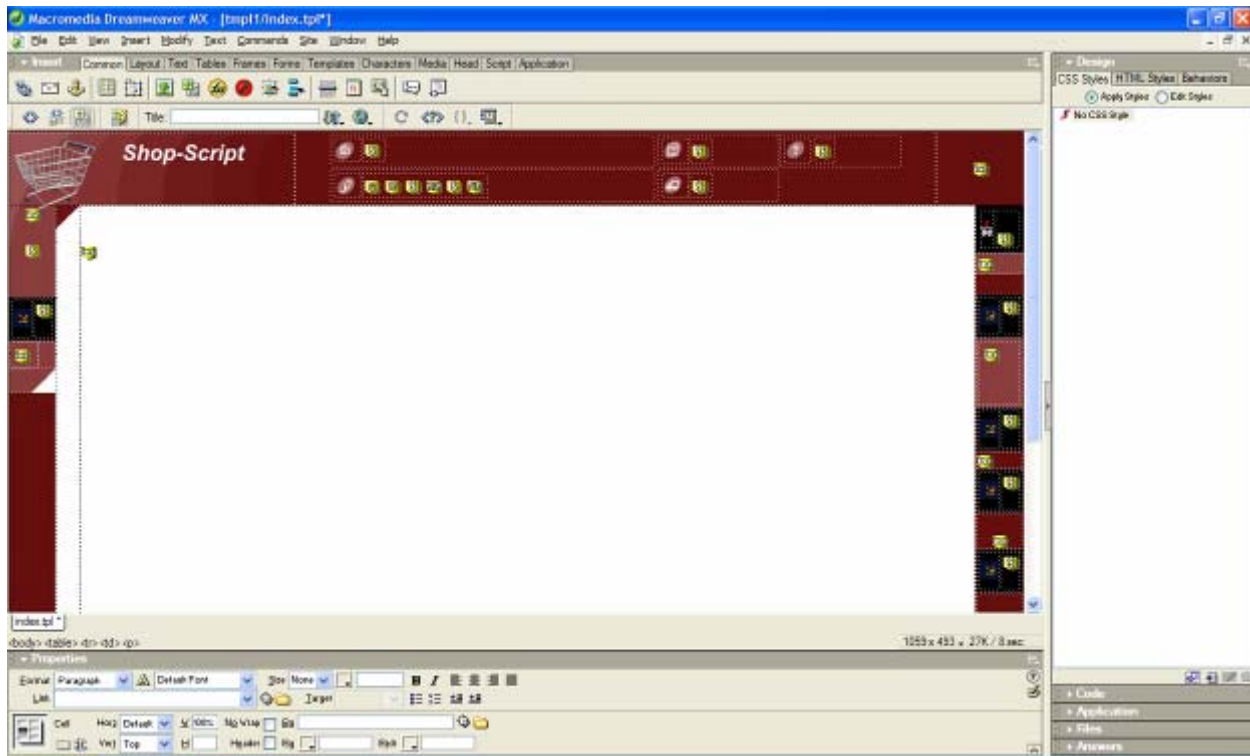 Macromedia Dreamweaver MX - [tmpl1/index.tpl*]
File Edit View Insert Modify Text Commands Site Window Help
Insert Common Layout Text Tables Frames Forms Templates Characters Media Head Script Application
Title:
Shop-Script
index.tpl *
<body> <table> <tr> <td> <p>
1059 x 493 27K / 8 sec
Properties
Format Paragraph Default Font Size None B I
Link Target
Cell Horz Default W 100% No Wrap Bg
Vert Top H Header Bg Brdr
Design
CSS Styles HTML Styles Behaviors
Apply Styles Edit Styles
No CSS Style
Code
Application
Files
Answers